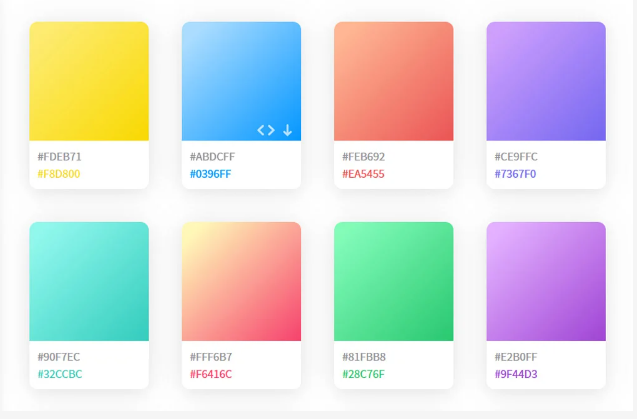 #FDEB71
#F8D800
#ABDCFF
#0396FF
#FEB692
#EA5455
#CE9FFC
#7367F0
#90F7EC
#32CCBC
#FFF6B7
#F6416C
#81FBB8
#28C76F
#E2B0FF
#9F44D3